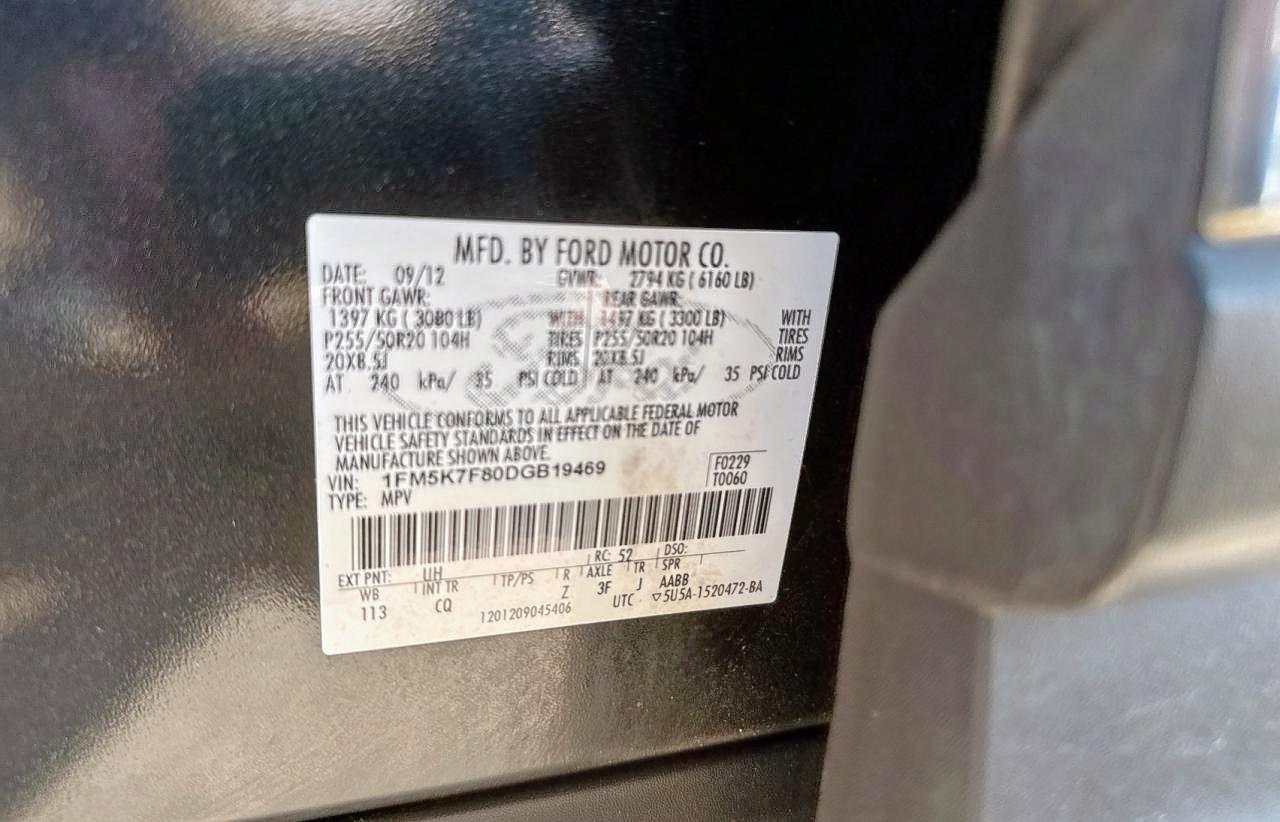 MFD. BY FORD MOTOR CO.
DATE: 09/12 GVWR: 2794 KG ( 6160 LB)
FRONT GAWR: REAR GAWR:
1397 KG ( 3080 LB) WITH 1497 KG ( 3300 LB) WITH
P255/50R20 104H TIRES P255/50R20 104H TIRES
20X8.5J RIMS 20X8.5J RIMS
AT 240 kPa/ 35 PSI COLD AT 240 kPa/ 35 PSI COLD
THIS VEHICLE CONFORMS TO ALL APPLICABLE FEDERAL MOTOR
VEHICLE SAFETY STANDARDS IN EFFECT ON THE DATE OF
MANUFACTURE SHOWN ABOVE.
VIN: 1FM5K7F80DGB19469 F0229
TYPE: MPV T0060
EXT PNT: UH RC: 52 DSO:
WB INT TR TP/PS R AXLE TR SPR
113 CQ Z 3F J AABB
1201209045406 UTC ▽5U5A-1520472-BA